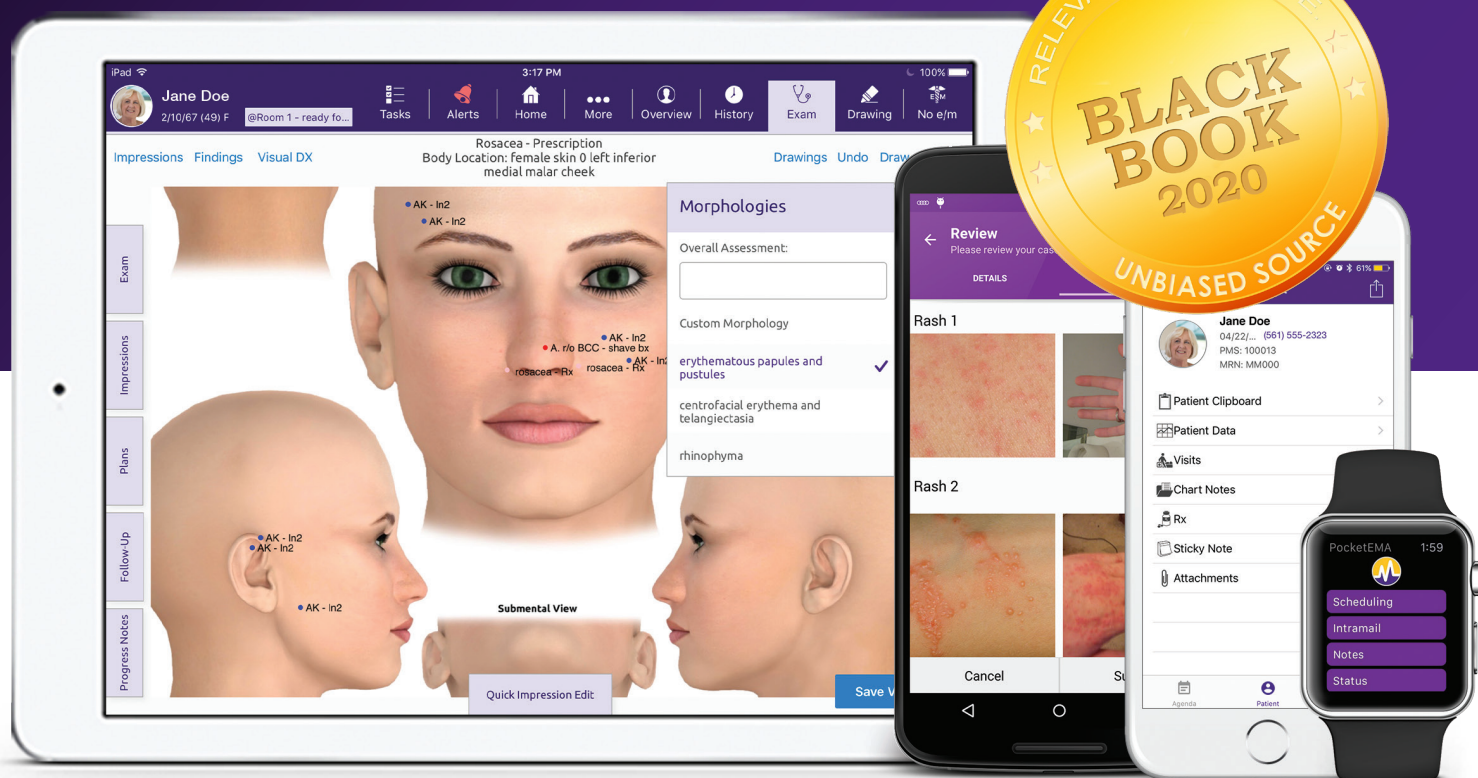 iPad
3:17 PM
100%
Jane Doe
2/10/67 (49) F
@Room 1 - ready fo...
Tasks
Alerts
Home
More
Overview
History
Exam
Drawing
E&M
No e/m
Impressions Findings Visual DX
Rosacea - Prescription
Body Location: female skin 0 left inferior
medial malar cheek
Drawings Undo Draw
Exam
Impressions
Plans
Follow-Up
Progress Notes
AK - In2
AK - In2
AK - In2
A. r/o BCC - shave bx
AK - In2
rosacea - Rx
rosacea - Rx
AK - In2
AK - In2
AK - In2
Submental View
Quick Impression Edit
Save V
Morphologies
Overall Assessment:
Custom Morphology
erythematous papules and
pustules
centrofacial erythema and
telangiectasia
rhinophyma
Review
Please review your cas
DETAILS
Rash 1
Rash 2
Cancel
Su
BLACK
BOOK
2020
UNBIASED SOURCE
61%
Jane Doe
04/22/... (561) 555-2323
PMS: 100013
MRN: MM000
Patient Clipboard
Patient Data
Visits
Chart Notes
Rx
Sticky Note
Attachments
Agenda
Patient
PocketEMA 1:59
Scheduling
Intramail
Notes
Status